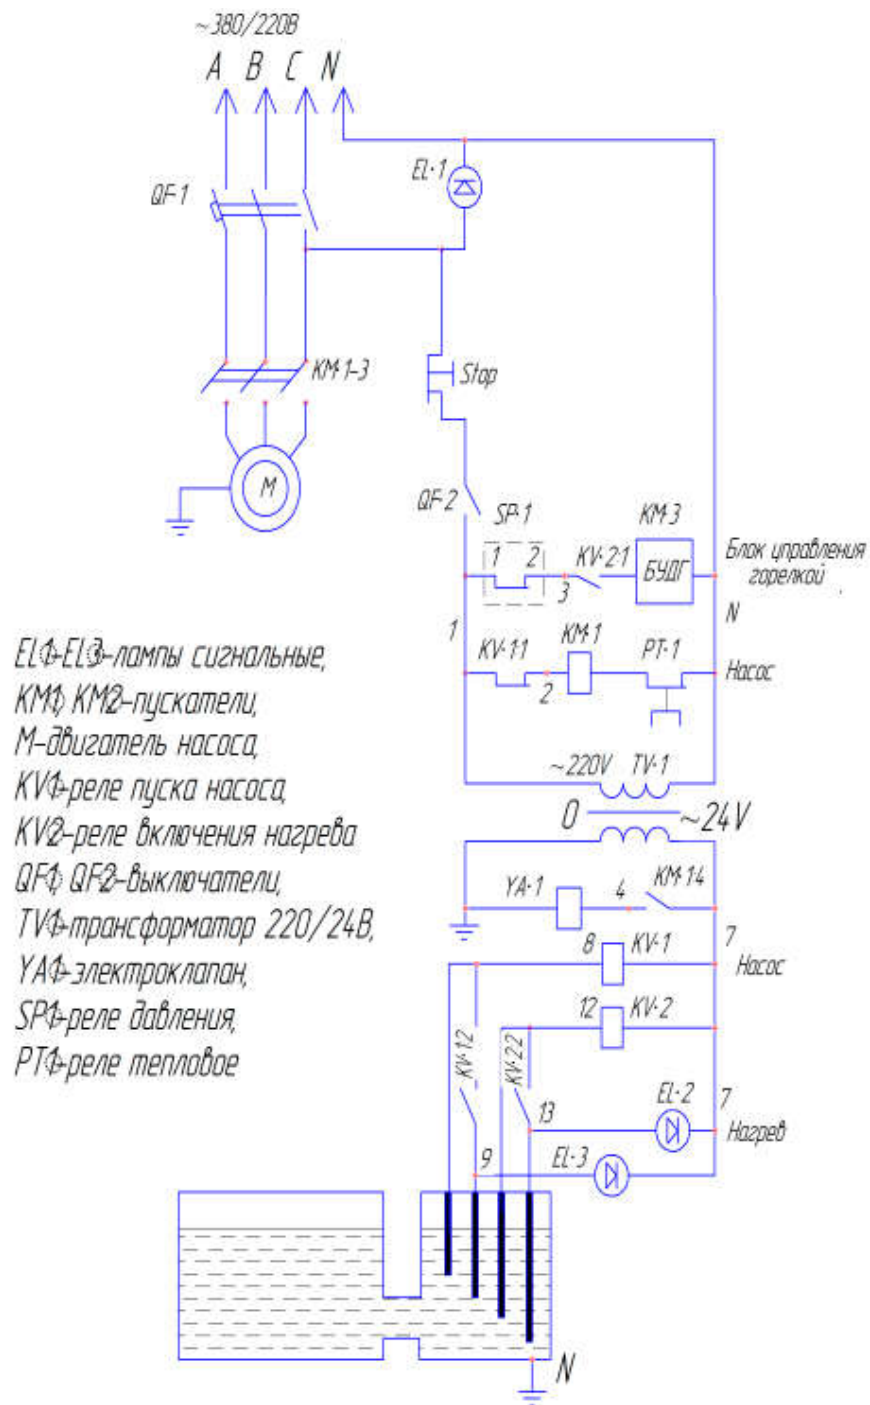 ~380/220В
A B C N
EL-1
QF-1
KM-1-3
Stop
M
QF-2
SP-1
KM-3
1 2
KV-2.1
БУДГ
Блок управления
горелкой
3
N
1
KV-1.1
KM-1
PT-1
Насос
2
~220V TV-1
0 ~24V
YA-1
4
KM-1.4
7
8
KV-1
Насос
12
KV-2
KV-1.2
KV-2.2
EL-2
7
13
Нагрев
9
EL-3
N
EL1-EL3-лампы сигнальные,
KM1, KM2-пускатели,
M-двигатель насоса,
KV1-реле пуска насоса,
KV2-реле включения нагрева
QF1, QF2-выключатели,
TV1-трансформатор 220/24В,
YA1-электроклапан,
SP1-реле давления,
PT1-реле тепловое